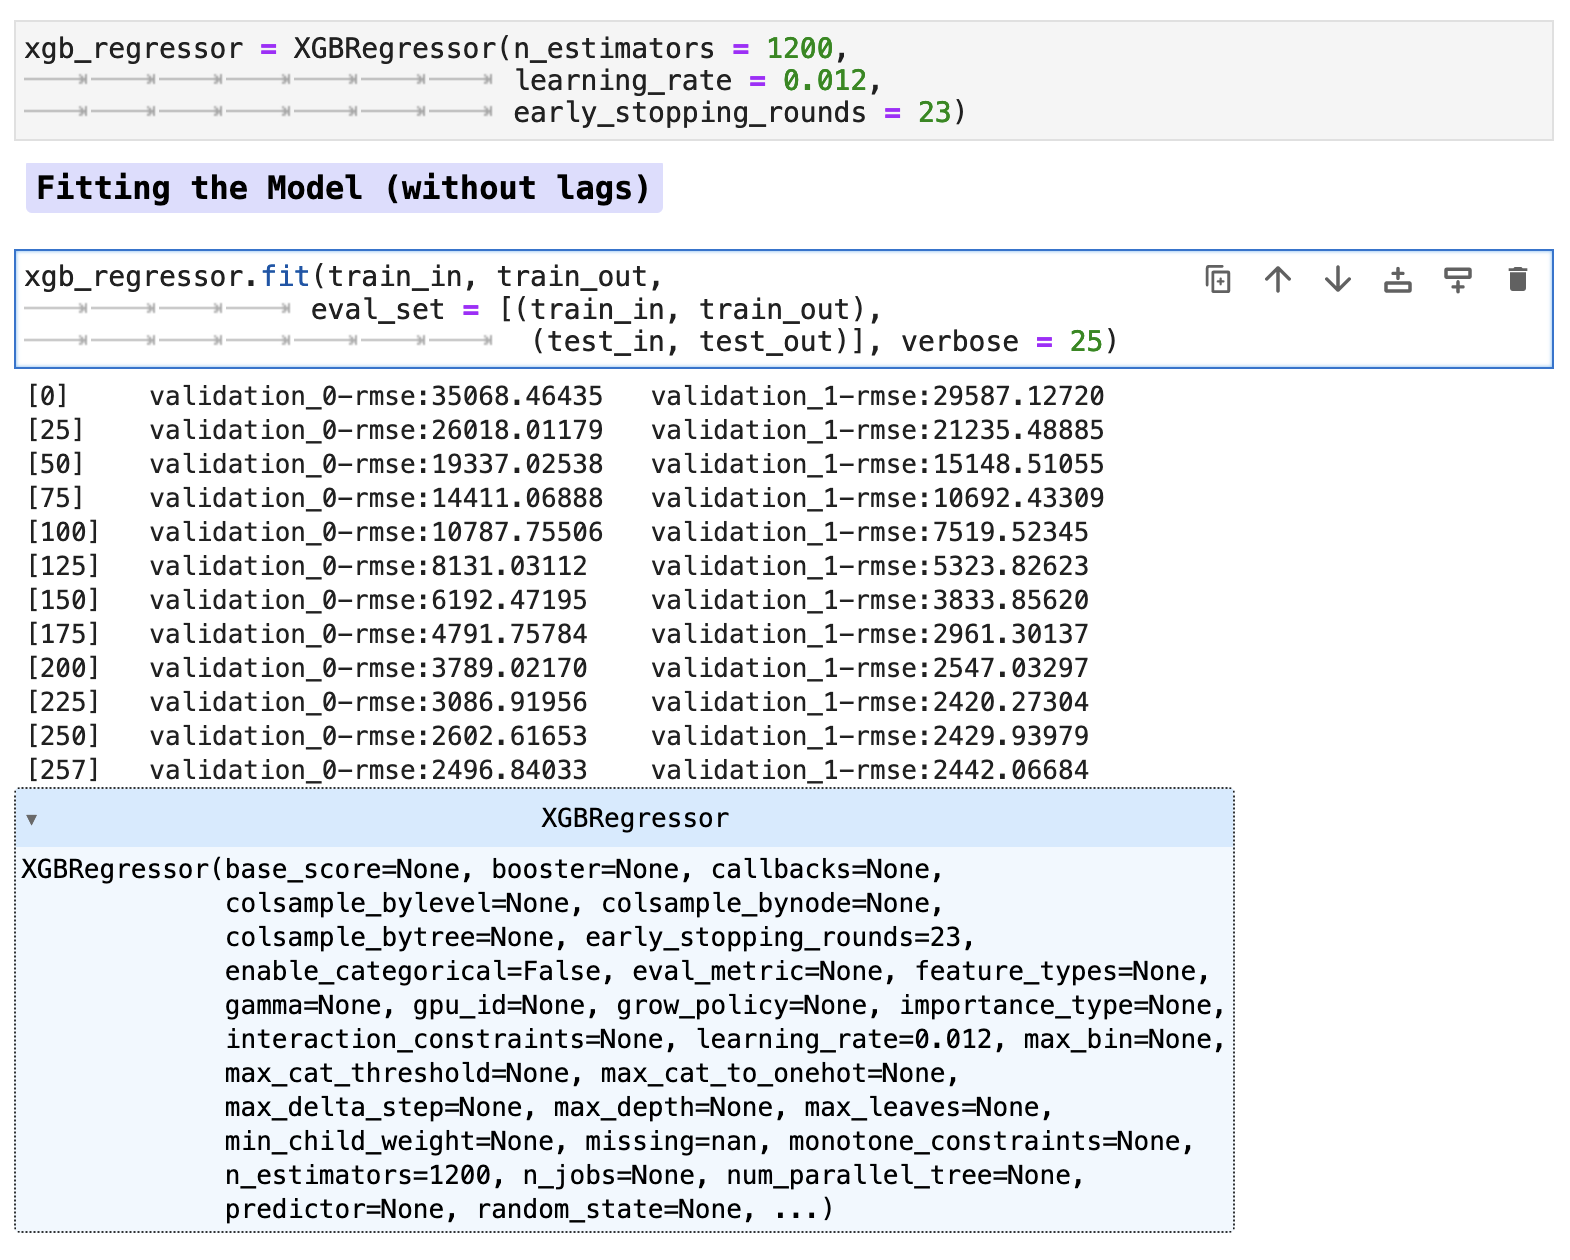 xgb_regressor = XGBRegressor(n_estimators = 1200,
learning_rate = 0.012,
early_stopping_rounds = 23)
Fitting the Model (without lags)
xgb_regressor.fit(train_in, train_out,
eval_set = [(train_in, train_out),
(test_in, test_out)], verbose = 25)
[0] validation_0-rmse:35068.46435 validation_1-rmse:29587.12720
[25] validation_0-rmse:26018.01179 validation_1-rmse:21235.48885
[50] validation_0-rmse:19337.02538 validation_1-rmse:15148.51055
[75] validation_0-rmse:14411.06888 validation_1-rmse:10692.43309
[100] validation_0-rmse:10787.75506 validation_1-rmse:7519.52345
[125] validation_0-rmse:8131.03112 validation_1-rmse:5323.82623
[150] validation_0-rmse:6192.47195 validation_1-rmse:3833.85620
[175] validation_0-rmse:4791.75784 validation_1-rmse:2961.30137
[200] validation_0-rmse:3789.02170 validation_1-rmse:2547.03297
[225] validation_0-rmse:3086.91956 validation_1-rmse:2420.27304
[250] validation_0-rmse:2602.61653 validation_1-rmse:2429.93979
[257] validation_0-rmse:2496.84033 validation_1-rmse:2442.06684
XGBRegressor
XGBRegressor(base_score=None, booster=None, callbacks=None,
colsample_bylevel=None, colsample_bynode=None,
colsample_bytree=None, early_stopping_rounds=23,
enable_categorical=False, eval_metric=None, feature_types=None,
gamma=None, gpu_id=None, grow_policy=None, importance_type=None,
interaction_constraints=None, learning_rate=0.012, max_bin=None,
max_cat_threshold=None, max_cat_to_onehot=None,
max_delta_step=None, max_depth=None, max_leaves=None,
min_child_weight=None, missing=nan, monotone_constraints=None,
n_estimators=1200, n_jobs=None, num_parallel_tree=None,
predictor=None, random_state=None, ...)